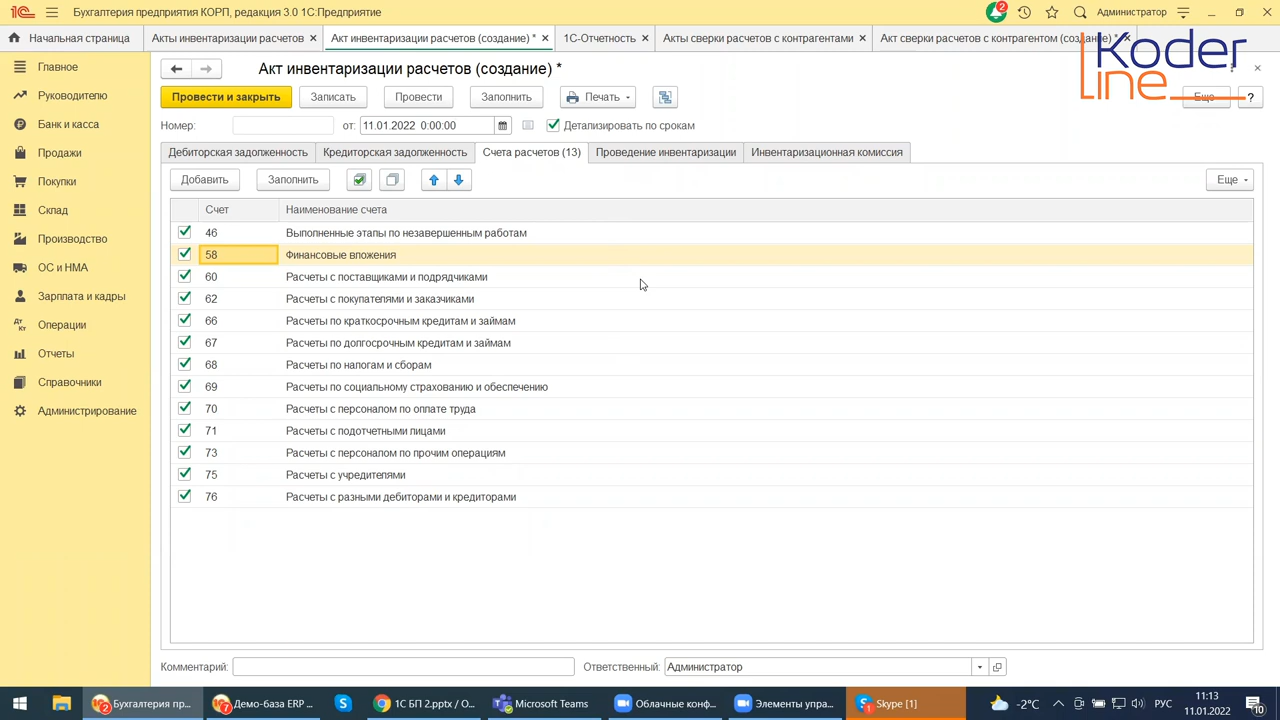 Бухгалтерия предприятия КОРП, редакция 3.0 1С:Предприятие
2
Администратор
Начальная страница
Акты инвентаризации расчетов ×
Акт инвентаризации расчетов (создание) * ×
1С-Отчетность ×
Акты сверки расчетов с контрагентами ×
Акт сверки расчетов с контрагентом (создание) *
Koder
line
Главное
Руководителю
Банк и касса
Продажи
Покупки
Склад
Производство
ОС и НМА
Зарплата и кадры
Операции
Отчеты
Справочники
Администрирование
Акт инвентаризации расчетов (создание) *
Провести и закрыть
Записать
Провести
Заполнить
Печать
Еще
?
Номер:
от: 11.01.2022 0:00:00
Детализировать по срокам
Дебиторская задолженность
Кредиторская задолженность
Счета расчетов (13)
Проведение инвентаризации
Инвентаризационная комиссия
Добавить
Заполнить
Еще
Счет Наименование счета
46 Выполненные этапы по незавершенным работам
58 Финансовые вложения
60 Расчеты с поставщиками и подрядчиками
62 Расчеты с покупателями и заказчиками
66 Расчеты по краткосрочным кредитам и займам
67 Расчеты по долгосрочным кредитам и займам
68 Расчеты по налогам и сборам
69 Расчеты по социальному страхованию и обеспечению
70 Расчеты с персоналом по оплате труда
71 Расчеты с подотчетными лицами
73 Расчеты с персоналом по прочим операциям
75 Расчеты с учредителями
76 Расчеты с разными дебиторами и кредиторами
Комментарий:
Ответственный: Администратор
Бухгалтерия пр...
Демо-база ERP ...
1С БП 2.pptx / О...
Microsoft Teams
Облачные конф...
Элементы упра...
Skype [1]
-2°C
РУС
11:13
11.01.2022
10